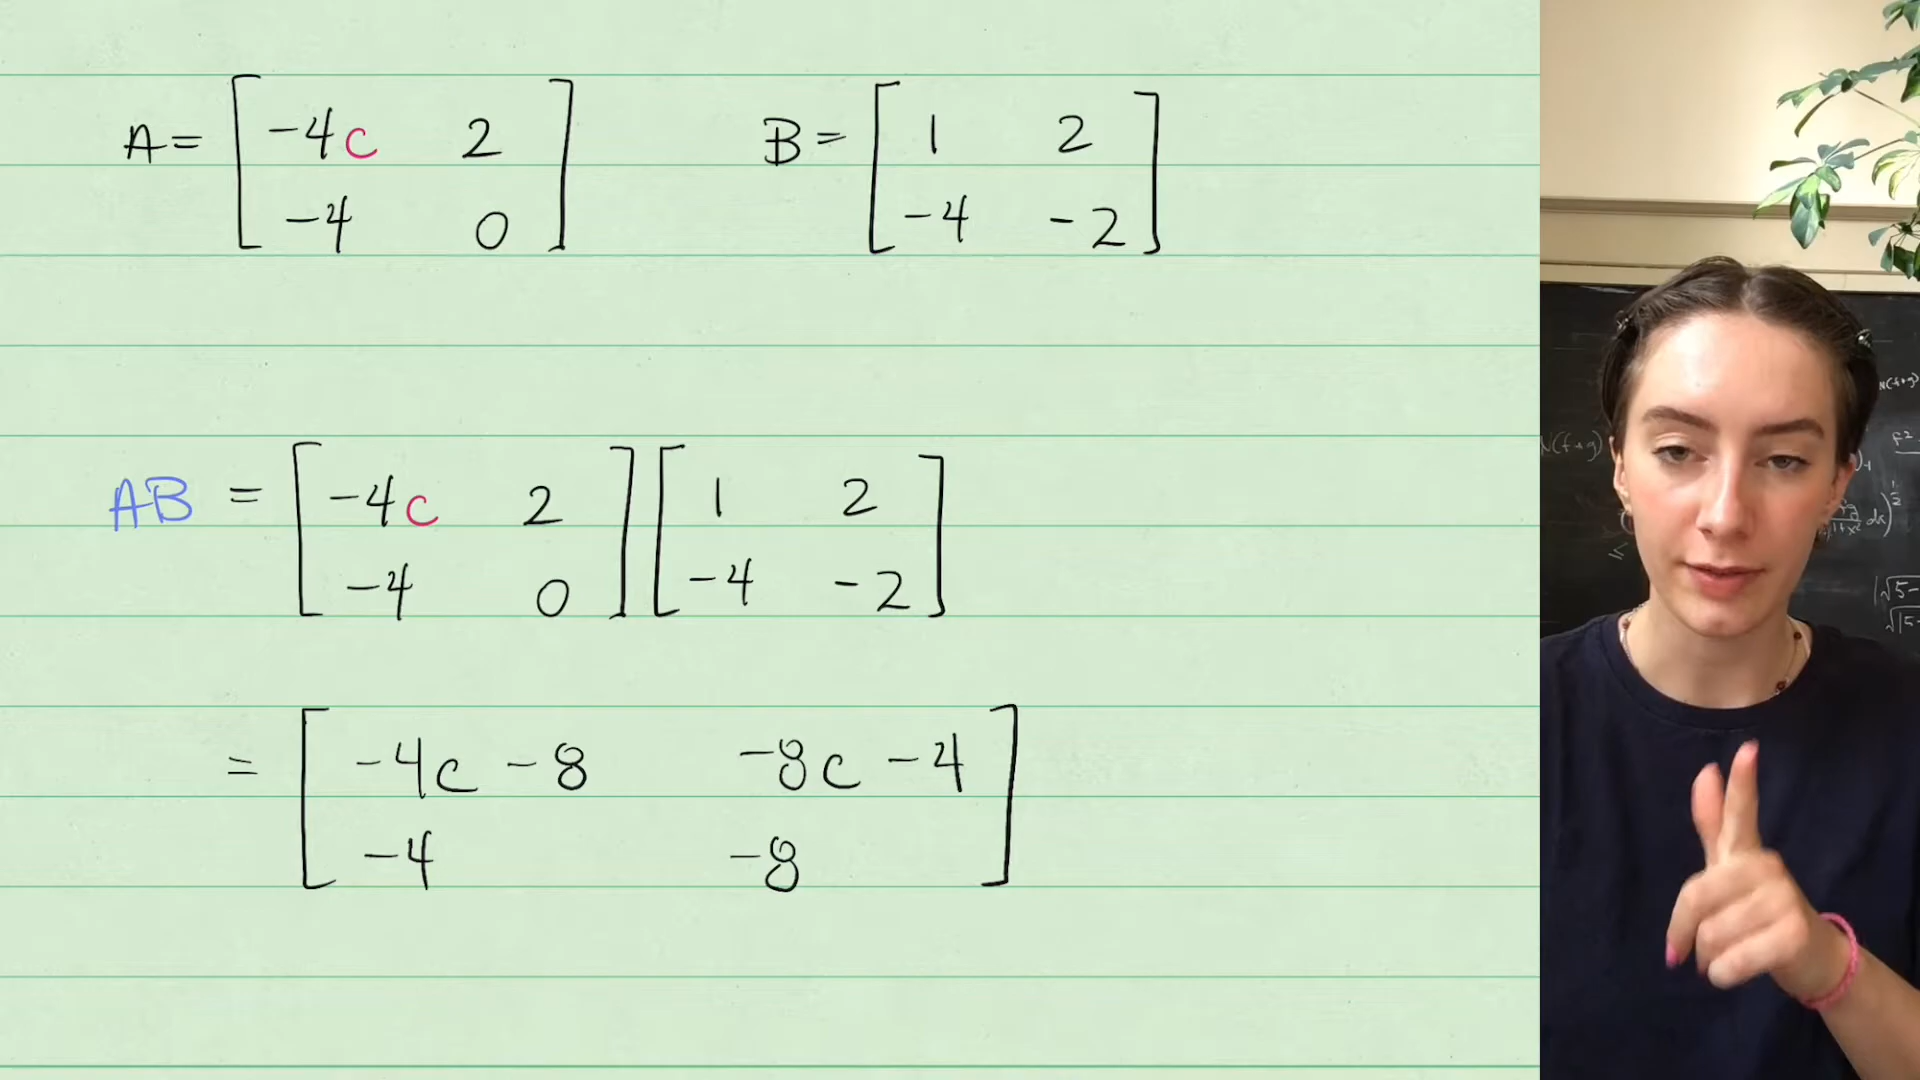 A = [ -4c 2
-4 0 ]
B = [ 1 2
-4 -2 ]
AB = [ -4c 2
-4 0 ] [ 1 2
-4 -2 ]
= [ -4c - 8 -8c - 4
-4 -8 ]
N(f+g)